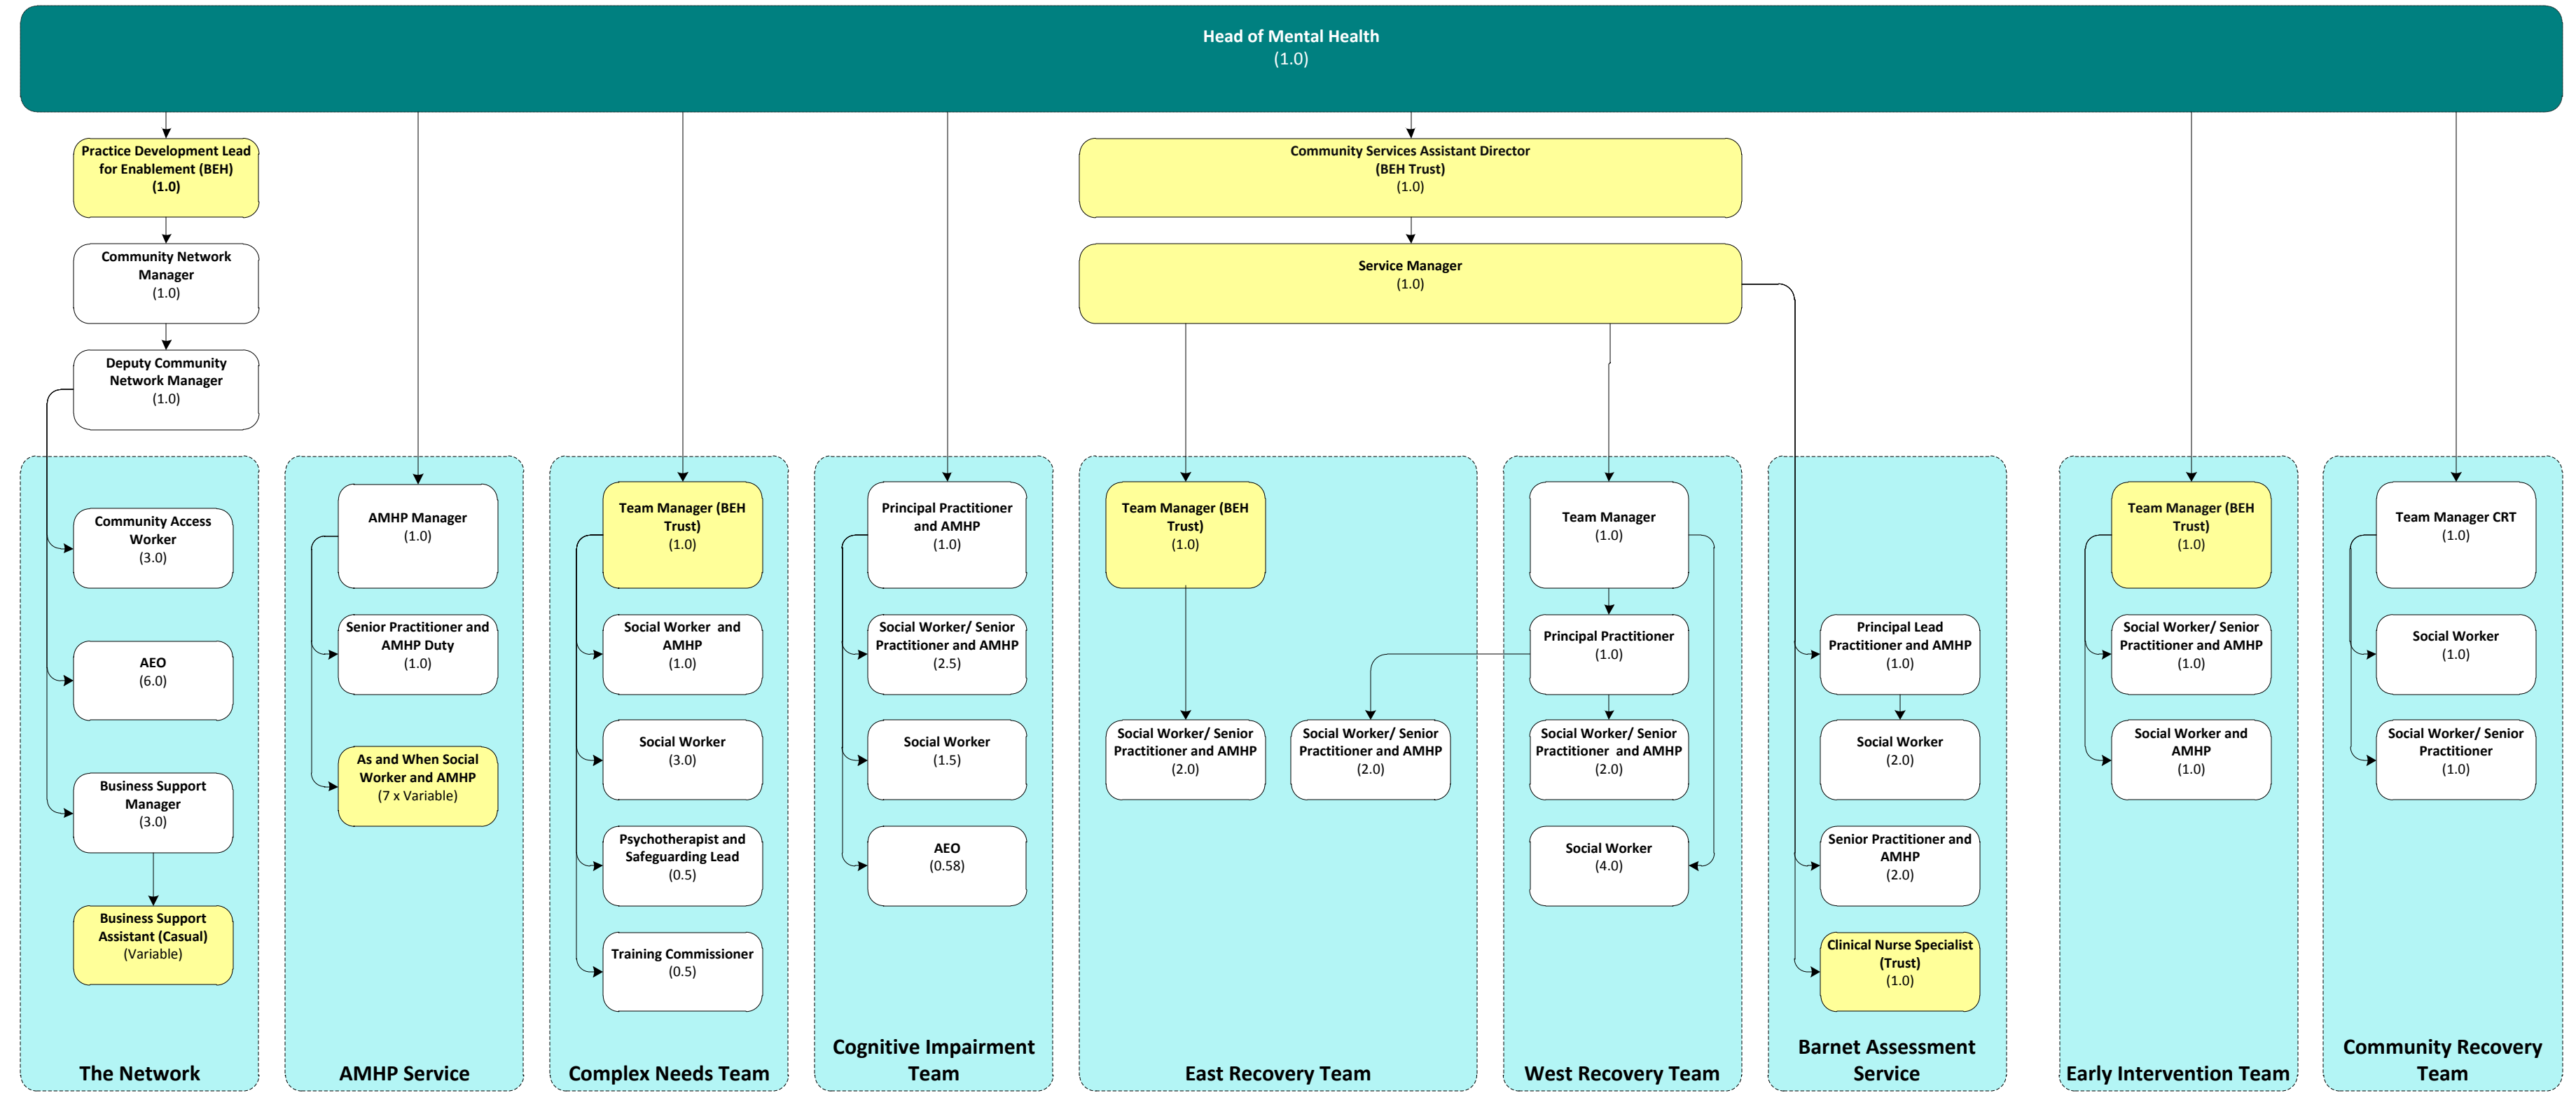 Head of Mental Health
(1.0)
Practice Development Lead
for Enablement (BEH)
(1.0)
Community Network
Manager
(1.0)
Deputy Community
Network Manager
(1.0)
Community Services Assistant Director
(BEH Trust)
(1.0)
Service Manager
(1.0)
Community Access
Worker
(3.0)
AEO
(6.0)
Business Support
Manager
(3.0)
Business Support
Assistant (Casual)
(Variable)
The Network
AMHP Manager
(1.0)
Senior Practitioner and
AMHP Duty
(1.0)
As and When Social
Worker and AMHP
(7 x Variable)
AMHP Service
Team Manager (BEH
Trust)
(1.0)
Social Worker and
AMHP
(1.0)
Social Worker
(3.0)
Psychotherapist and
Safeguarding Lead
(0.5)
Training Commissioner
(0.5)
Complex Needs Team
Principal Practitioner
and AMHP
(1.0)
Social Worker/ Senior
Practitioner and AMHP
(2.5)
Social Worker
(1.5)
AEO
(0.58)
Cognitive Impairment
Team
Team Manager (BEH
Trust)
(1.0)
Social Worker/ Senior
Practitioner and AMHP
(2.0)
Social Worker/ Senior
Practitioner and AMHP
(2.0)
East Recovery Team
Team Manager
(1.0)
Principal Practitioner
(1.0)
Social Worker/ Senior
Practitioner and AMHP
(2.0)
Social Worker
(4.0)
West Recovery Team
Principal Lead
Practitioner and AMHP
(1.0)
Social Worker
(2.0)
Senior Practitioner and
AMHP
(2.0)
Clinical Nurse Specialist
(Trust)
(1.0)
Barnet Assessment
Service
Team Manager (BEH
Trust)
(1.0)
Social Worker/ Senior
Practitioner and AMHP
(1.0)
Social Worker and
AMHP
(1.0)
Early Intervention Team
Team Manager CRT
(1.0)
Social Worker
(1.0)
Social Worker/ Senior
Practitioner
(1.0)
Community Recovery
Team